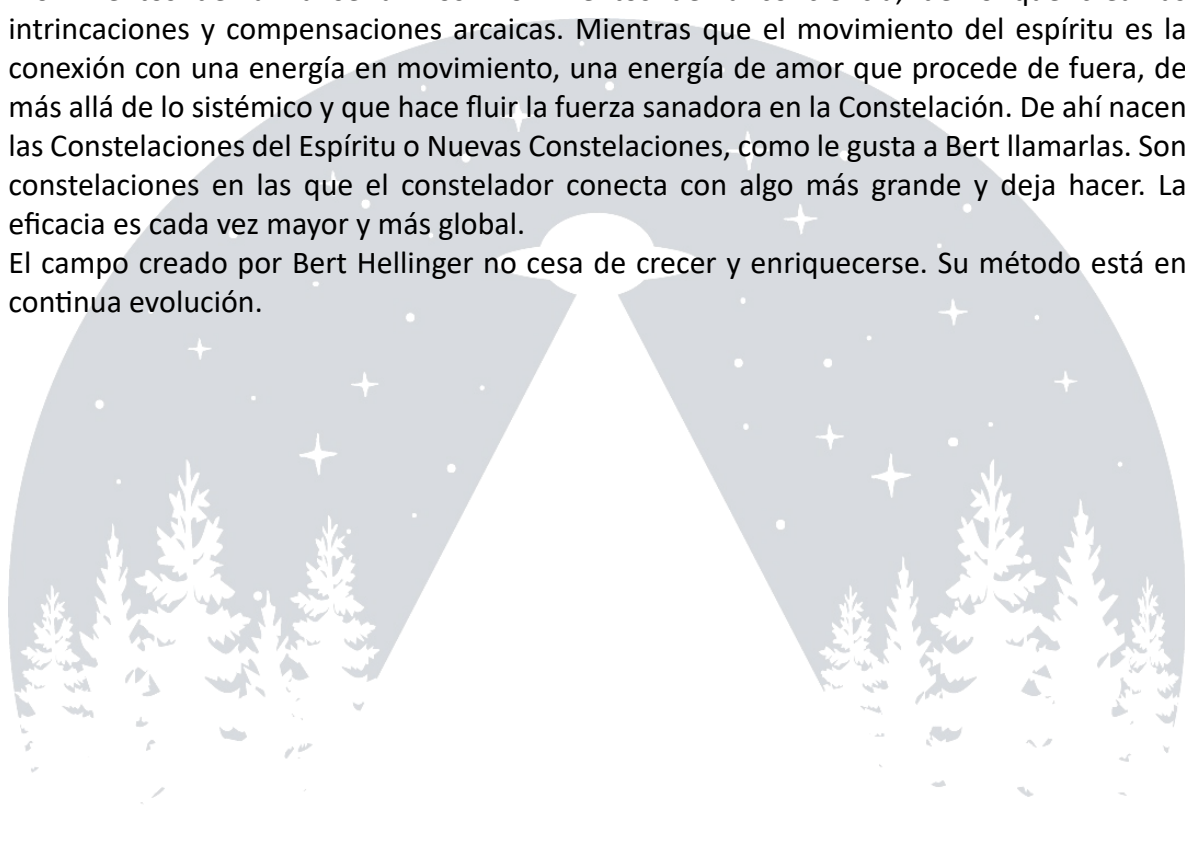 intrincaciones y compensaciones arcaicas. Mientras que el movimiento del espíritu es la
conexión con una energía en movimiento, una energía de amor que procede de fuera, de
más allá de lo sistémico y que hace fluir la fuerza sanadora en la Constelación. De ahí nacen
las Constelaciones del Espíritu o Nuevas Constelaciones, como le gusta a Bert llamarlas. Son
constelaciones en las que el constelador conecta con algo más grande y deja hacer. La
eficacia es cada vez mayor y más global.
El campo creado por Bert Hellinger no cesa de crecer y enriquecerse. Su método está en
continua evolución.